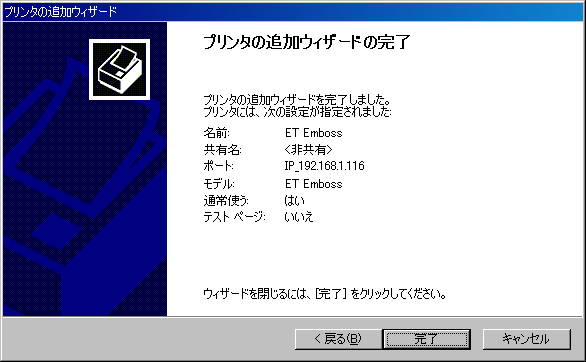 プリンタの追加ウィザード
プリンタの追加ウィザードの完了
プリンタの追加ウィザードを完了しました。
プリンタには、次の設定が指定されました:
名前: ET Emboss
共有名: <非共有>
ポート: IP_192.168.1.116
モデル: ET Emboss
通常使う: はい
テスト ページ: いいえ
ウィザードを閉じるには、[完了] をクリックしてください。
< 戻る(B) 完了 キャンセル